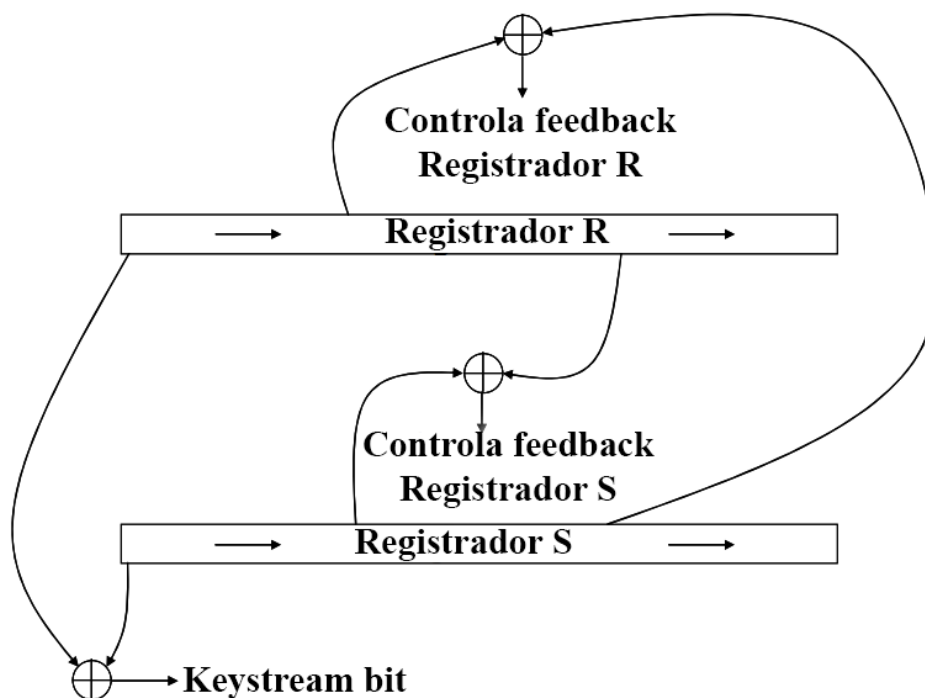 Controla feedback
Registrador R
Registrador R
Controla feedback
Registrador S
Registrador S
Keystream bit